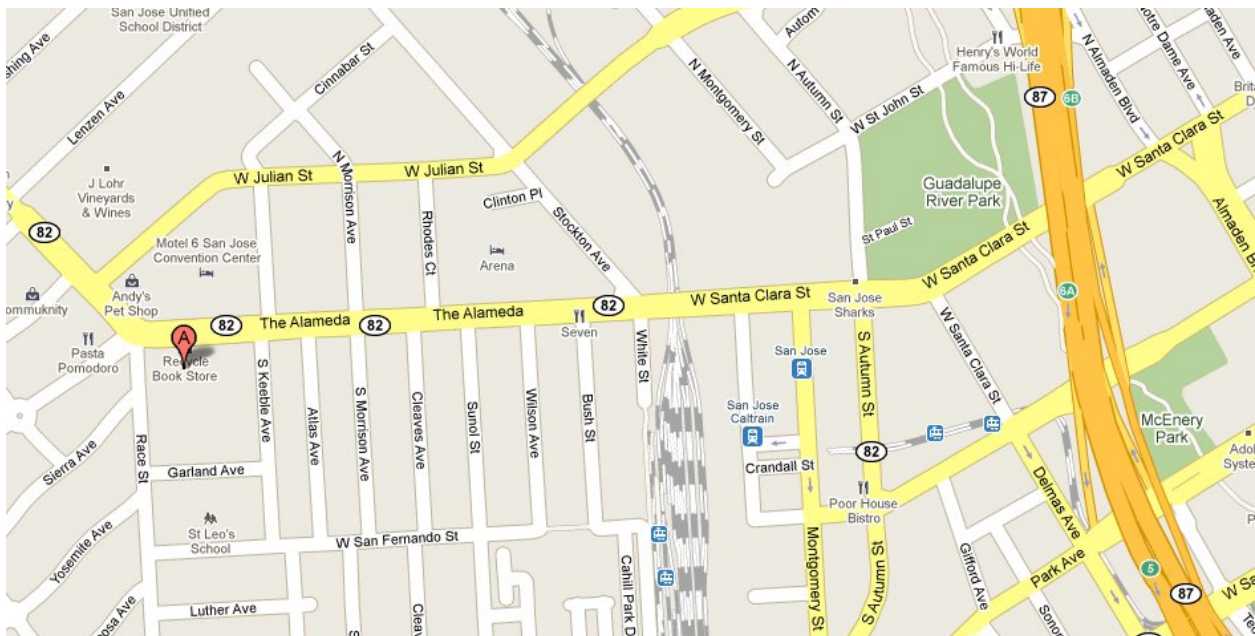 San Jose Unified
School District
Cinnabar St
Lenzen Ave
82
J Lohr
Vineyards
& Wines
W Julian St
N Morrison Ave
W Julian St
Rhodes Ct
Clinton Pl
Stockton Ave
Arena
Motel 6 San Jose
Convention Center
Andy's
Pet Shop
Pasta
Pomodoro
A
Recycle
Book Store
82
The Alameda
82
The Alameda
82
Seven
W Santa Clara St
N Montgomery St
N Autumn St
W St John St
Henry's World
Famous Hi-Life
87
6B
N Almaden Blvd
Notre Dame Ave
Guadalupe
River Park
St Paul St
W Santa Clara St
W Santa Clara St
Almaden Bl
San Jose
Sharks
6A
S Keeble Ave
Atlas Ave
S Morrison Ave
Cleaves Ave
Sunol St
Wilson Ave
Bush St
White St
San Jose
San Jose
Caltrain
S Autumn St
W Santa Clara St
McEnery
Park
Sierra Ave
Race St
Garland Ave
Crandall St
82
Poor House
Bistro
Delmas Ave
Yosemite Ave
St Leo's
School
W San Fernando St
Cahill Park D
Montgomery St
S Autumn St
Gifford Ave
Park Ave
5
87
Luther Ave